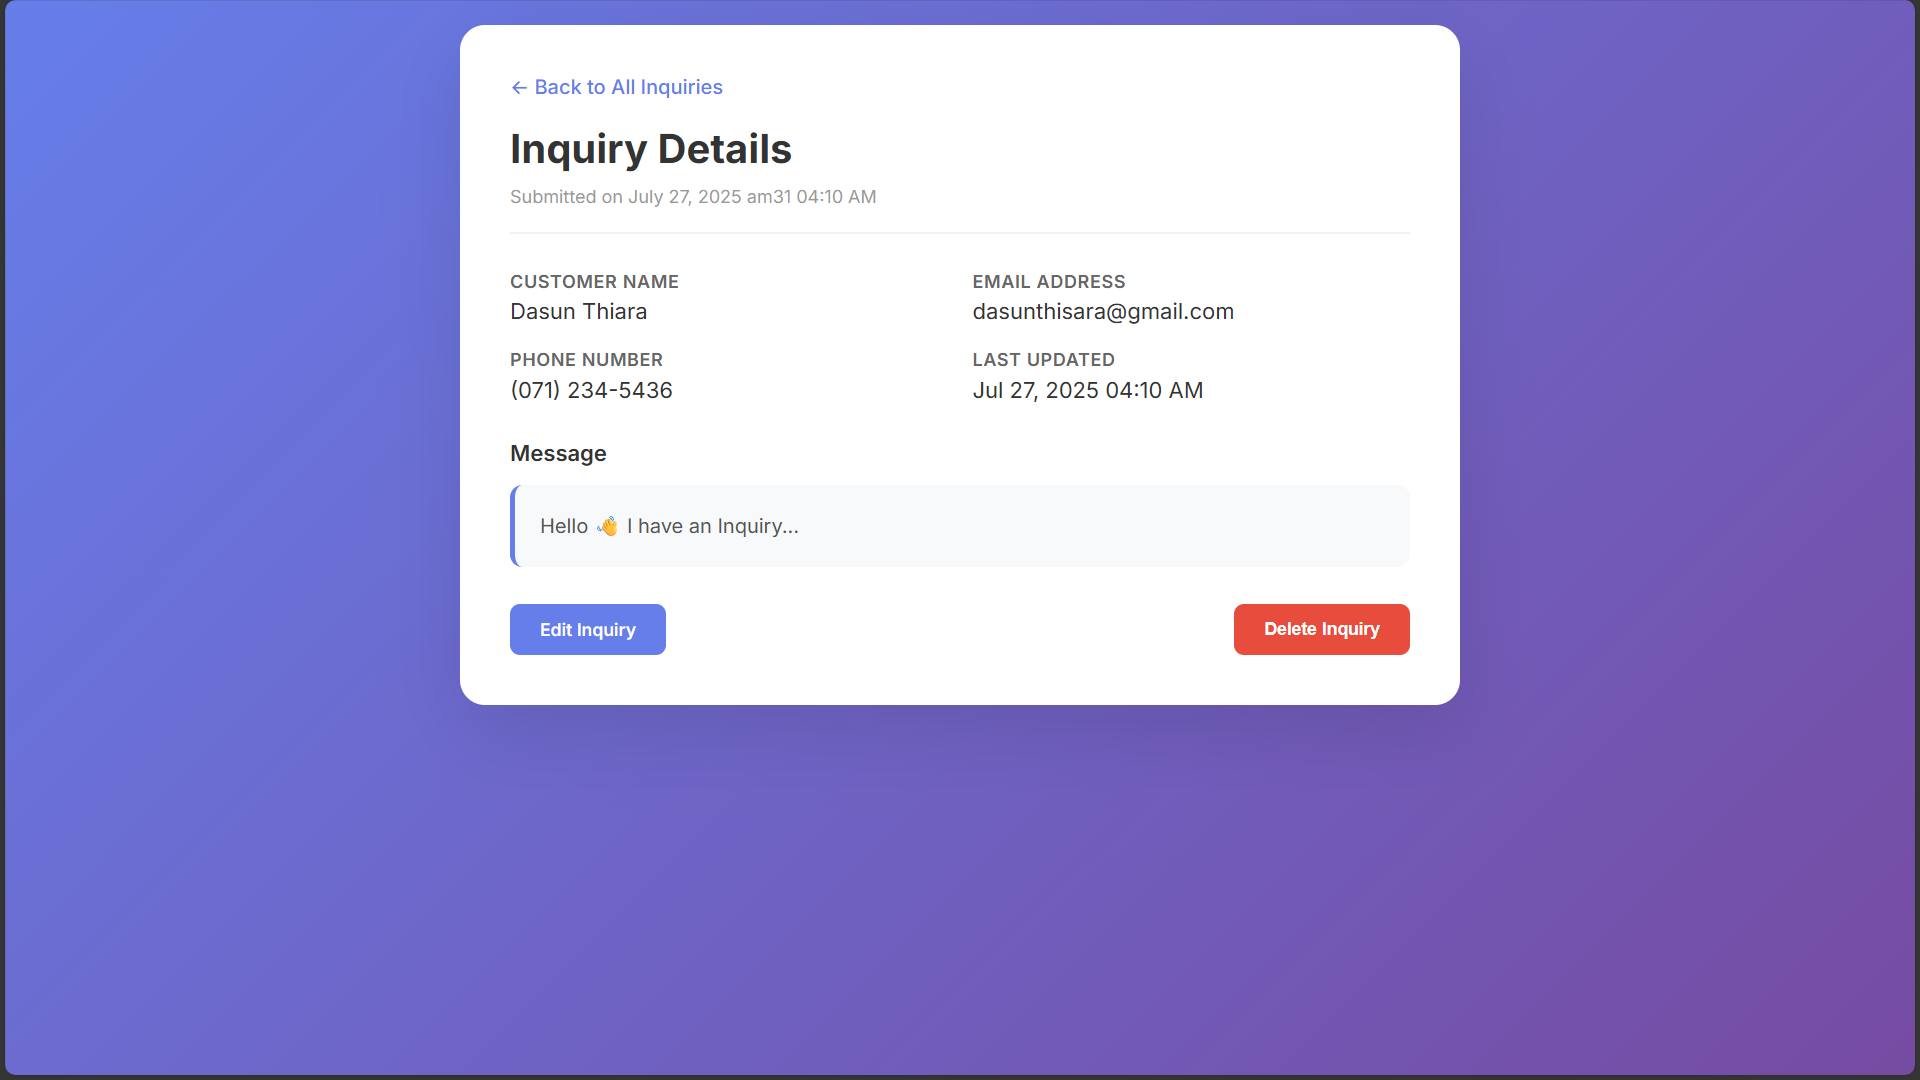 ← Back to All Inquiries
Inquiry Details
Submitted on July 27, 2025 am31 04:10 AM
CUSTOMER NAME
Dasun Thiara
EMAIL ADDRESS
dasunthisara@gmail.com
PHONE NUMBER
(071) 234-5436
LAST UPDATED
Jul 27, 2025 04:10 AM
Message
Hello 👋 I have an Inquiry...
Edit Inquiry
Delete Inquiry